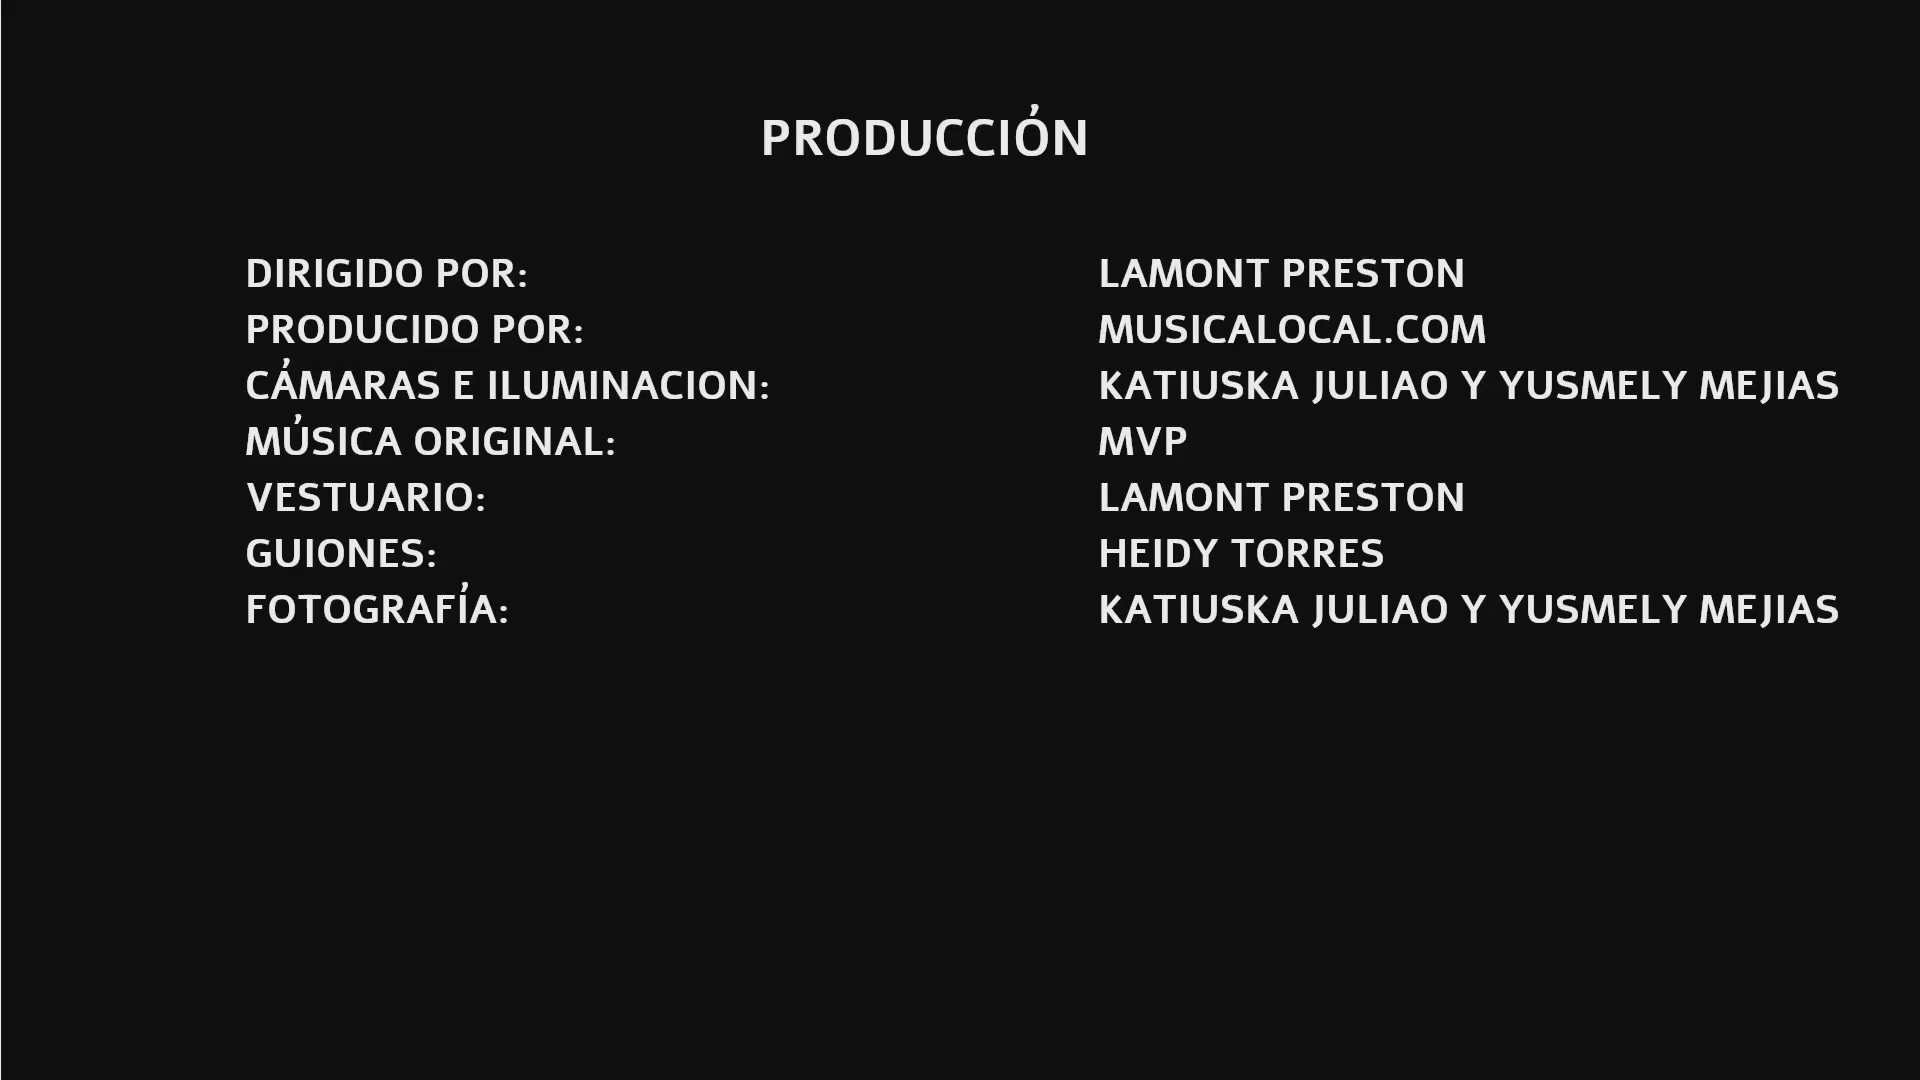 PRODUCCIÓN
DIRIGIDO POR: LAMONT PRESTON
PRODUCIDO POR: MUSICALOCAL.COM
CÁMARAS E ILUMINACION: KATIUSKA JULIAO Y YUSMELY MEJIAS
MÚSICA ORIGINAL: MVP
VESTUARIO: LAMONT PRESTON
GUIONES: HEIDY TORRES
FOTOGRAFÍA: KATIUSKA JULIAO Y YUSMELY MEJIAS